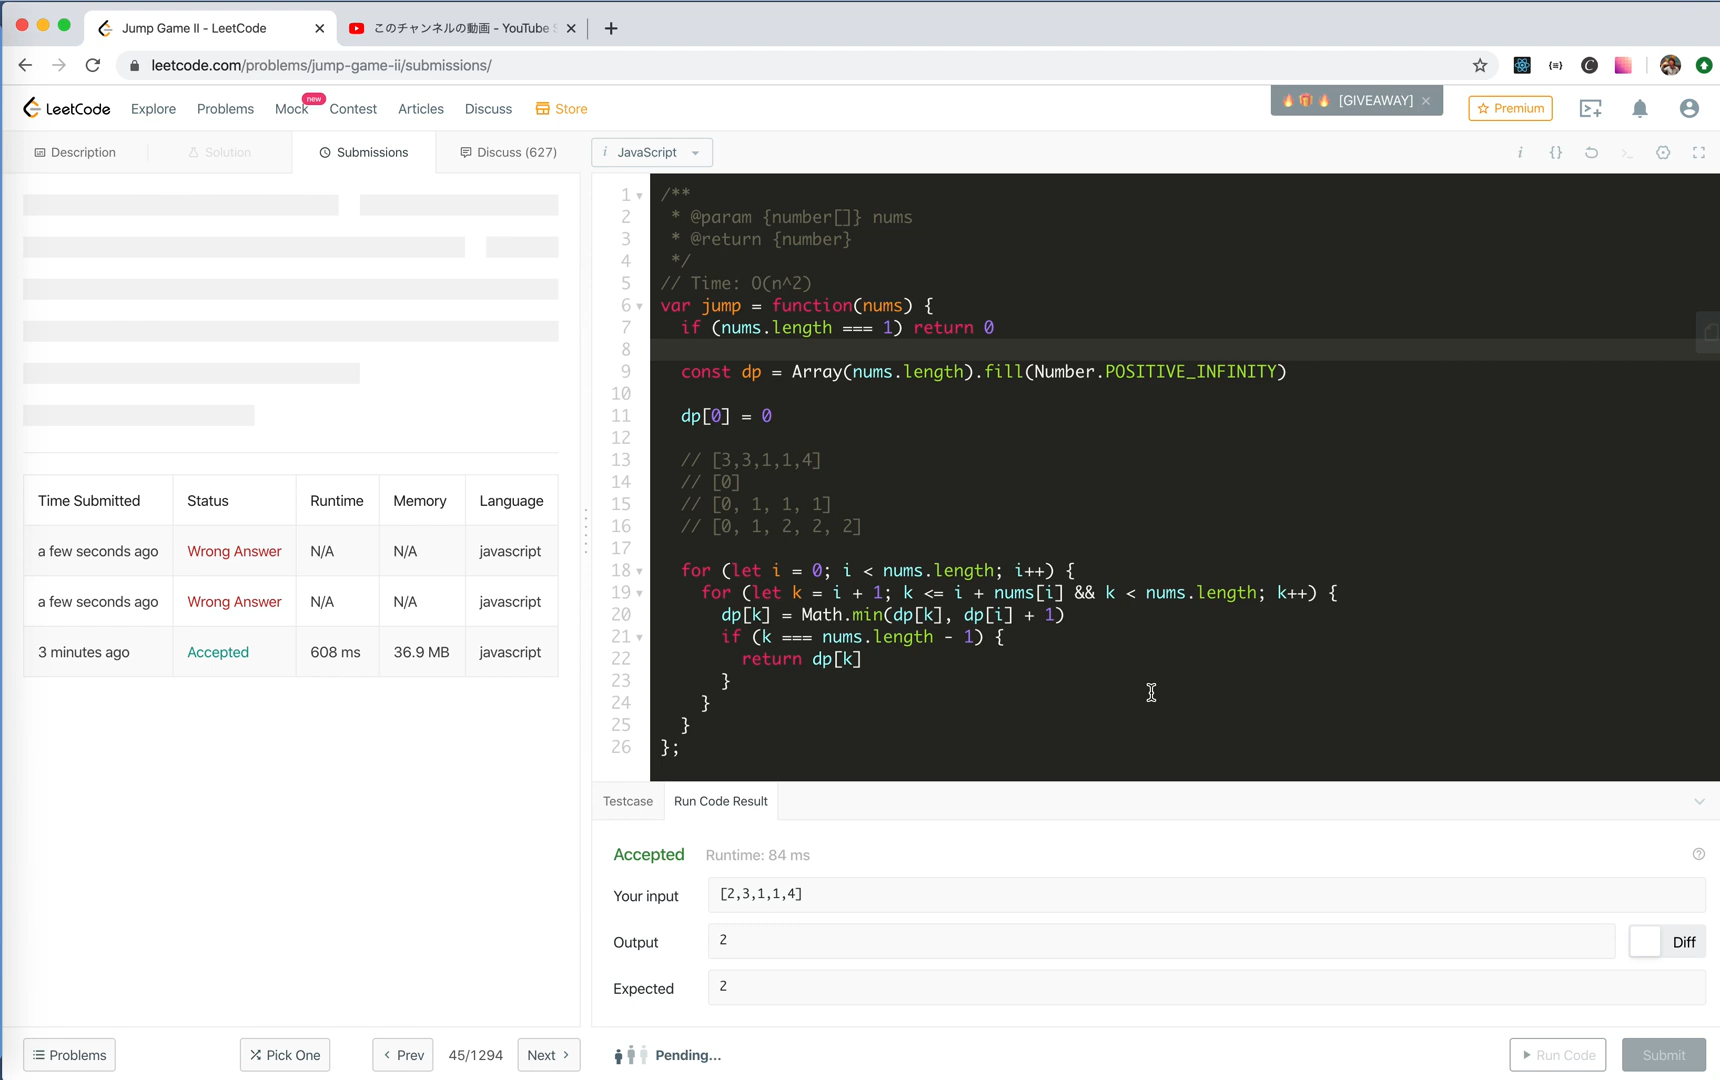 Jump Game II - LeetCode
このチャンネルの動画 - YouTube
leetcode.com/problems/jump-game-ii/submissions/
LeetCode Explore Problems Mock new Contest Articles Discuss Store [GIVEAWAY] Premium
Description Solution Submissions Discuss (627) i JavaScript
1 /**
2 * @param {number[]} nums
3 * @return {number}
4 */
5 // Time: O(n^2)
6 var jump = function(nums) {
7 if (nums.length === 1) return 0
8
9 const dp = Array(nums.length).fill(Number.POSITIVE_INFINITY)
10
11 dp[0] = 0
12
13 // [3,3,1,1,4]
14 // [0]
15 // [0, 1, 1, 1]
16 // [0, 1, 2, 2, 2]
17
18 for (let i = 0; i < nums.length; i++) {
19 for (let k = i + 1; k <= i + nums[i] && k < nums.length; k++) {
20 dp[k] = Math.min(dp[k], dp[i] + 1)
21 if (k === nums.length - 1) {
22 return dp[k]
23 }
24 }
25 }
26 };
Time Submitted Status Runtime Memory Language
a few seconds ago Wrong Answer N/A N/A javascript
a few seconds ago Wrong Answer N/A N/A javascript
3 minutes ago Accepted 608 ms 36.9 MB javascript
Testcase Run Code Result
Accepted Runtime: 84 ms
Your input [2,3,1,1,4]
Output 2 Diff
Expected 2
Problems Pick One Prev 45/1294 Next Pending... Run Code Submit